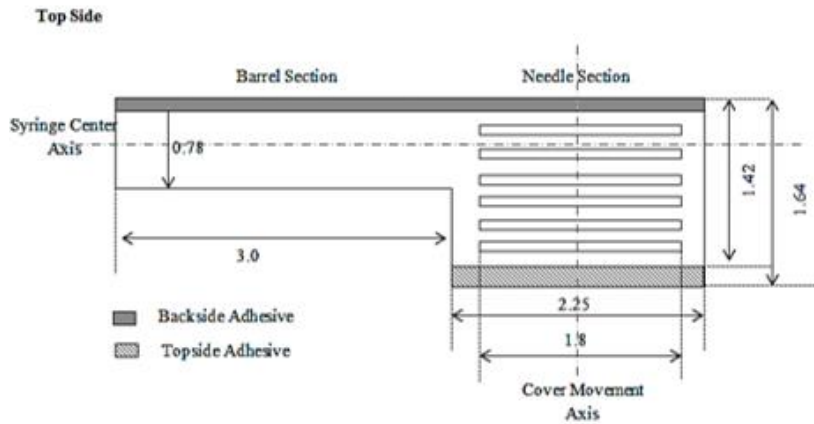 Top Side
Barrel Section
Needle Section
Syringe Center
Axis
0.78
1.42
1.64
3.0
2.25
1.8
Backside Adhesive
Topside Adhesive
Cover Movement
Axis